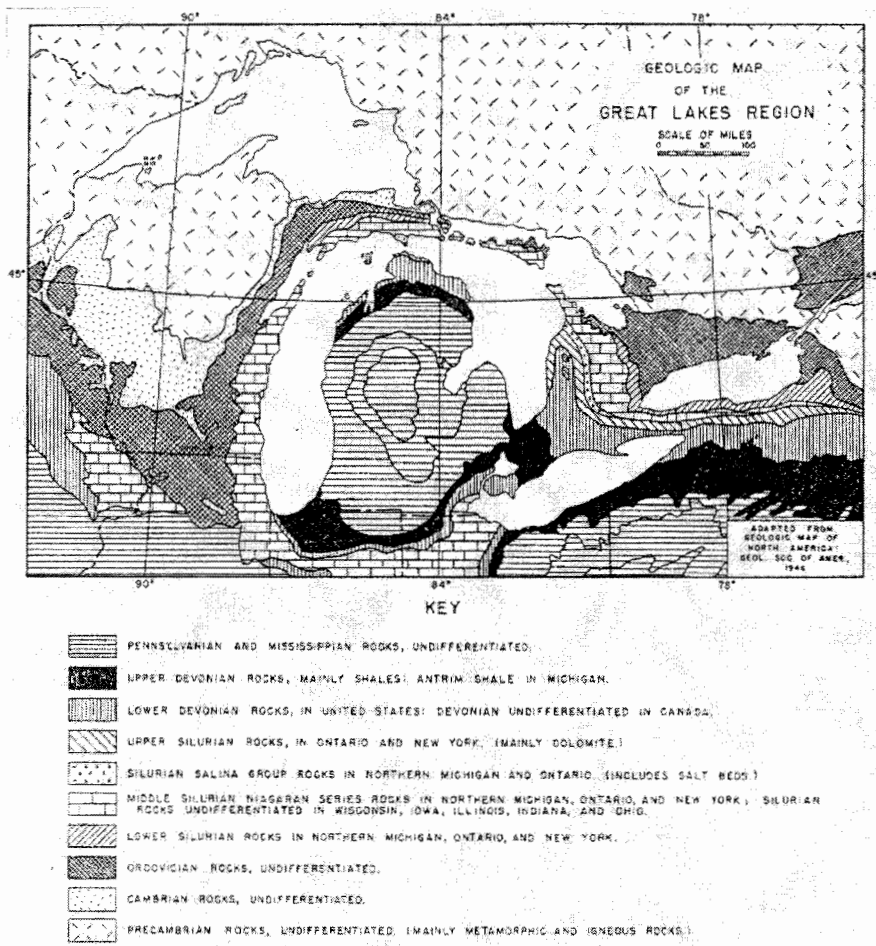 90°
84°
78°
GEOLOGIC MAP
OF THE
GREAT LAKES REGION
SCALE OF MILES
0 50 100
45°
45
ADAPTED FROM
GEOLOGIC MAP OF
NORTH AMERICA
GEOL. SOC. OF AMER.,
1946
90°
84°
78°
KEY
PENNSYLVANIAN AND MISSISSIPPIAN ROCKS, UNDIFFERENTIATED.
UPPER DEVONIAN ROCKS, MAINLY SHALES: ANTRIM SHALE IN MICHIGAN.
LOWER DEVONIAN ROCKS, IN UNITED STATES: DEVONIAN UNDIFFERENTIATED IN CANADA.
UPPER SILURIAN ROCKS, IN ONTARIO AND NEW YORK. (MAINLY DOLOMITE.)
SILURIAN SALINA GROUP ROCKS IN NORTHERN MICHIGAN AND ONTARIO. (INCLUDES SALT BEDS.)
MIDDLE SILURIAN NIAGARAN SERIES ROCKS IN NORTHERN MICHIGAN, ONTARIO, AND NEW YORK; SILURIAN
ROCKS UNDIFFERENTIATED IN WISCONSIN, IOWA, ILLINOIS, INDIANA, AND OHIO.
LOWER SILURIAN ROCKS IN NORTHERN MICHIGAN, ONTARIO, AND NEW YORK.
ORDOVICIAN ROCKS, UNDIFFERENTIATED.
CAMBRIAN ROCKS, UNDIFFERENTIATED.
PRECAMBRIAN ROCKS, UNDIFFERENTIATED. (MAINLY METAMORPHIC AND IGNEOUS ROCKS.)